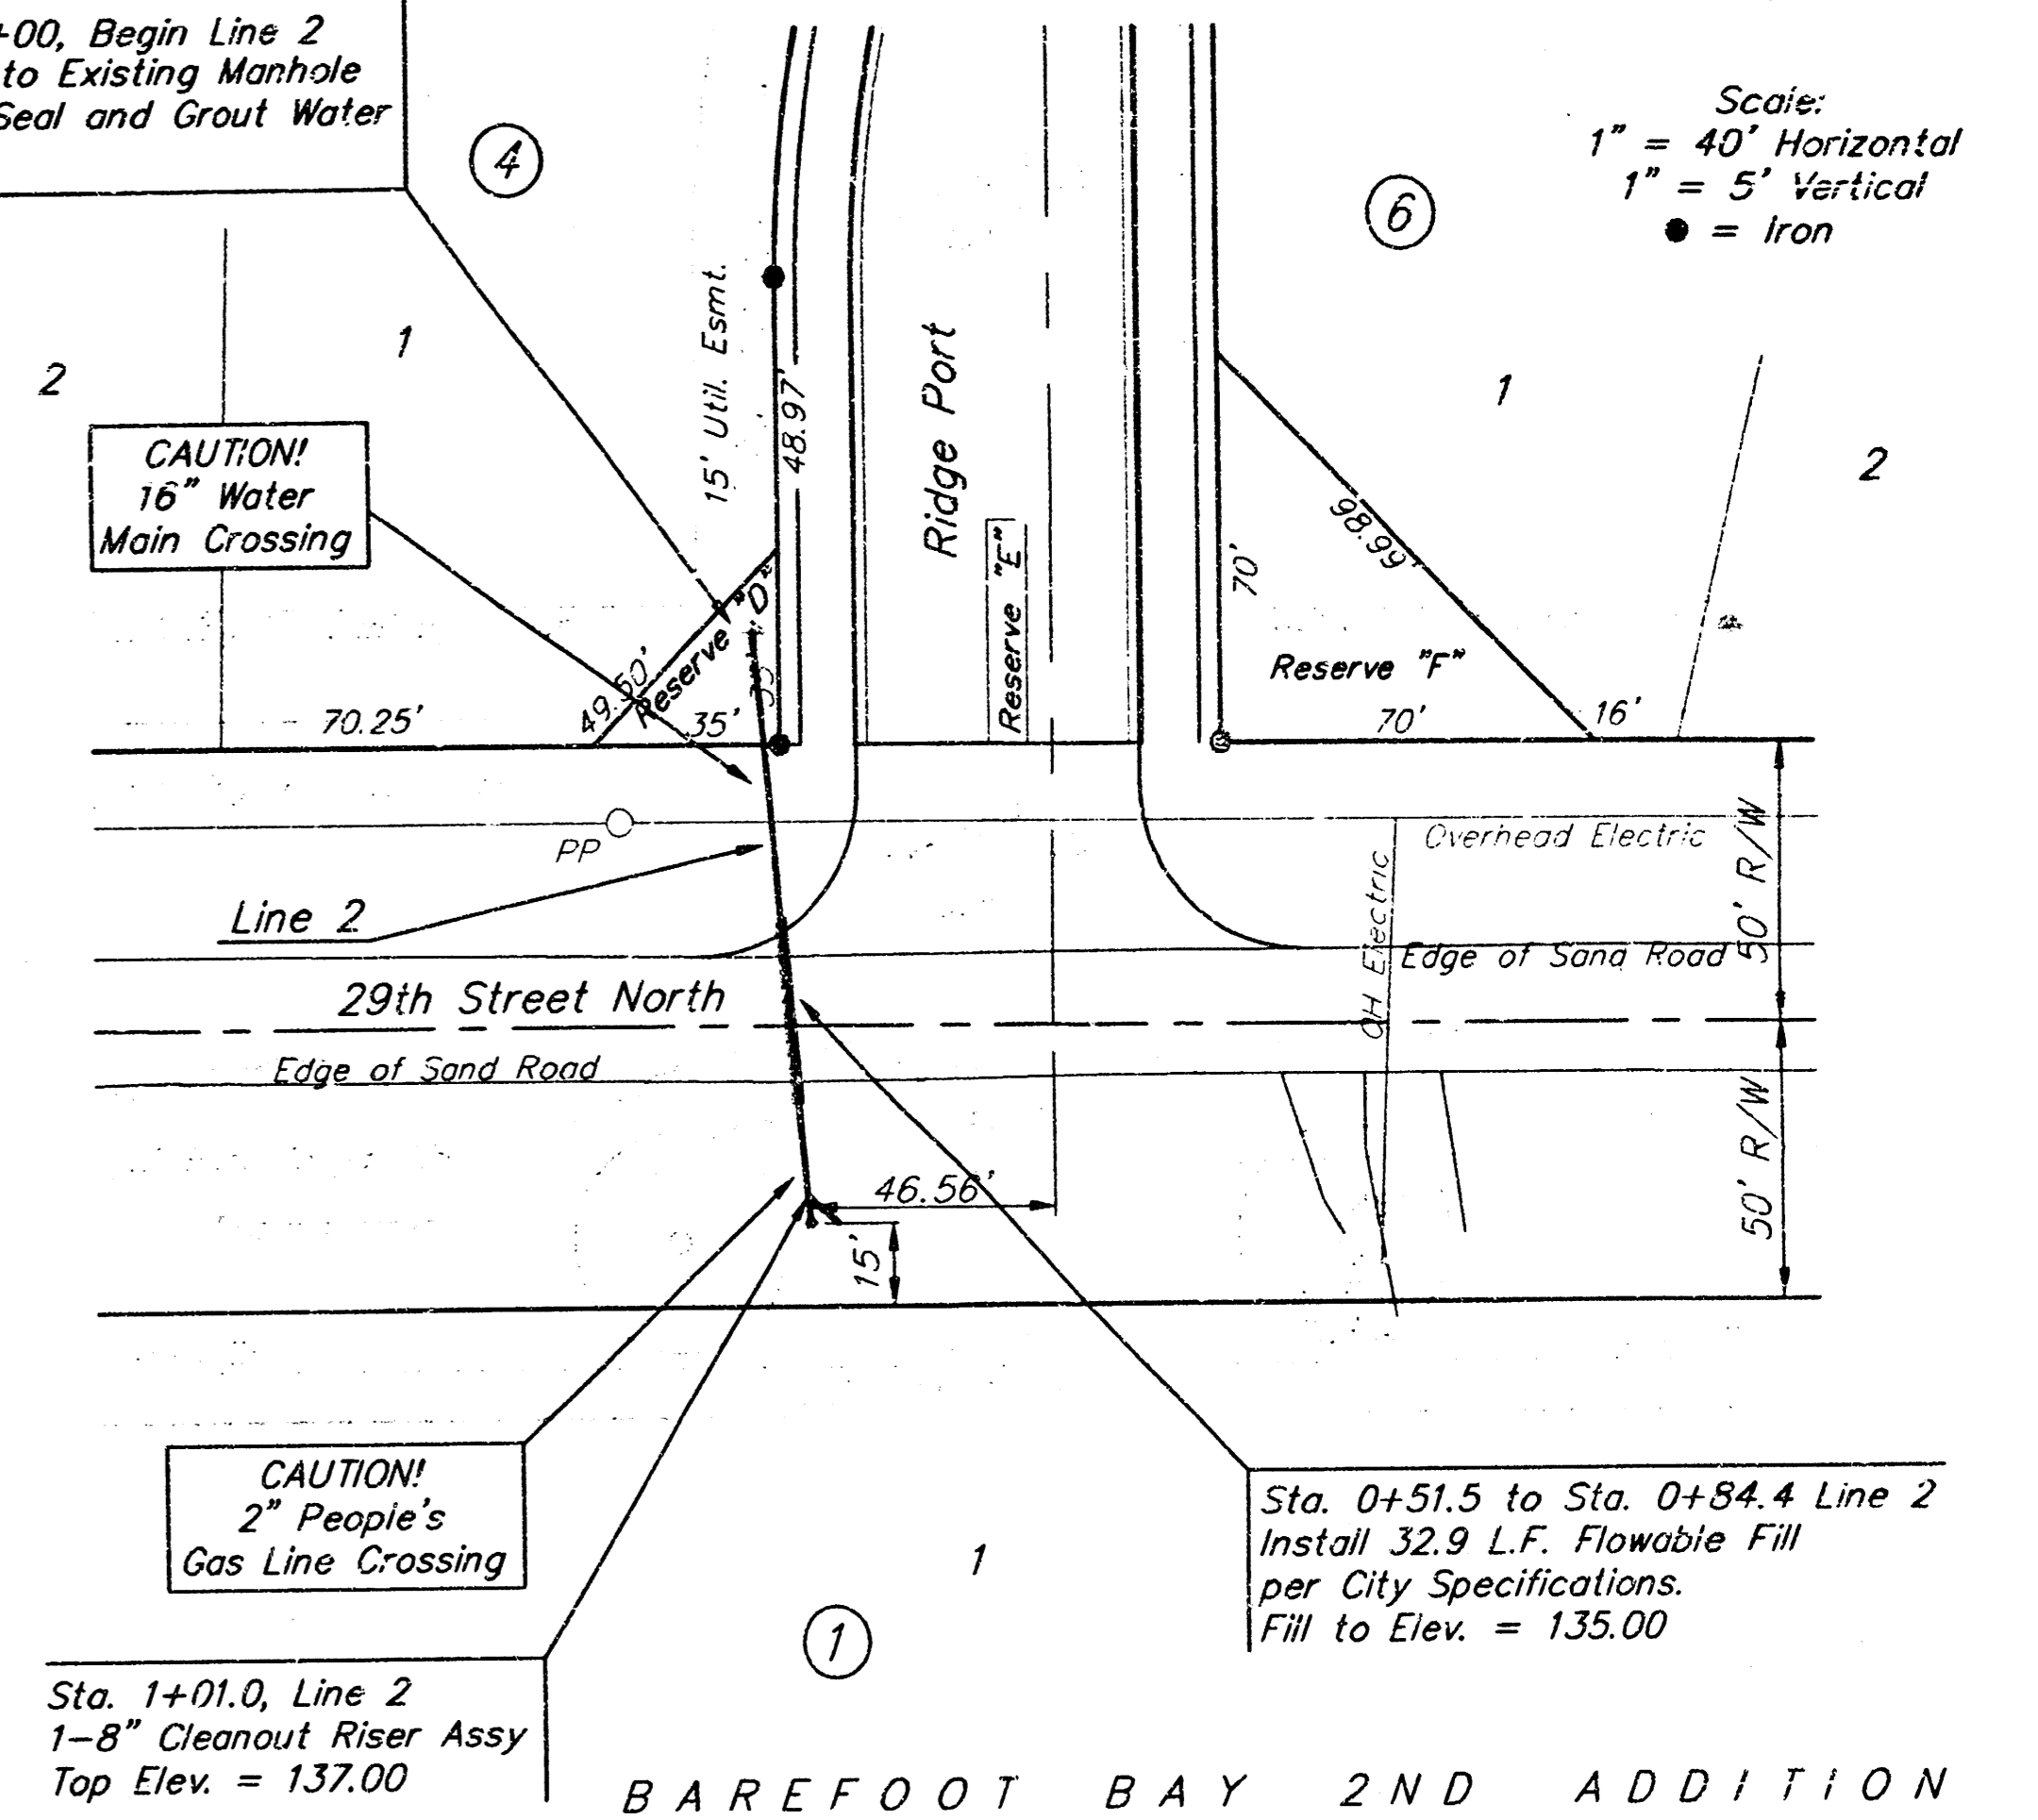 +00, Begin Line 2
to Existing Manhole
Seal and Grout Water
4
6
Scale:
1" = 40' Horizontal
1" = 5' Vertical
● = Iron
2
1
15' Util. Esmt.
48.97'
Ridge Port
Reserve "E"
1
2
CAUTION!
16" Water
Main Crossing
Reserve "D"
49.50'
35'
35'
70.25'
98.99'
70'
Reserve "F"
70'
16'
PP
Overhead Electric
50' R/W
Line 2
OH Electric
Edge of Sand Road
29th Street North
Edge of Sand Road
46.56'
15'
50' R/W
CAUTION!
2" People's
Gas Line Crossing
1
1
Sta. 0+51.5 to Sta. 0+84.4 Line 2
Install 32.9 L.F. Flowable Fill
per City Specifications.
Fill to Elev. = 135.00
Sta. 1+01.0, Line 2
1-8" Cleanout Riser Assy
Top Elev. = 137.00
BAREFOOT BAY 2ND ADDITION